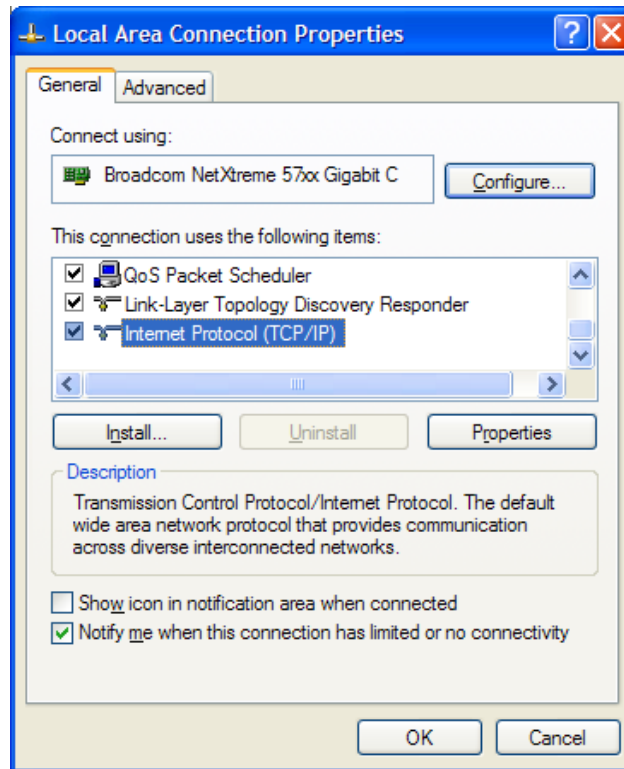 Local Area Connection Properties
General
Advanced
Connect using:
Broadcom NetXtreme 57xx Gigabit C
Configure...
This connection uses the following items:
QoS Packet Scheduler
Link-Layer Topology Discovery Responder
Internet Protocol (TCP/IP)
Install...
Uninstall
Properties
Description
Transmission Control Protocol/Internet Protocol. The default
wide area network protocol that provides communication
across diverse interconnected networks.
Show icon in notification area when connected
Notify me when this connection has limited or no connectivity
OK
Cancel